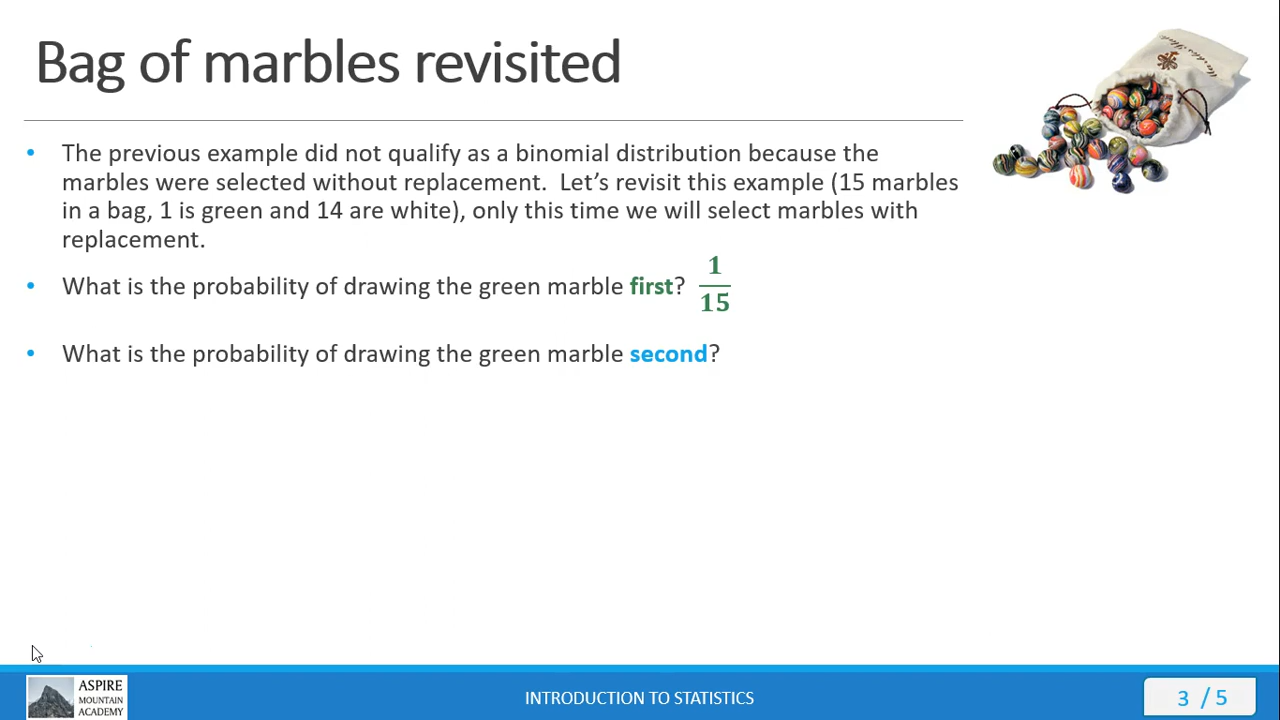 Bag of marbles revisited
• The previous example did not qualify as a binomial distribution because the
marbles were selected without replacement.  Let’s revisit this example (15 marbles
in a bag, 1 is green and 14 are white), only this time we will select marbles with
replacement.
• What is the probability of drawing the green marble first? 1/15
• What is the probability of drawing the green marble second?
ASPIRE
MOUNTAIN
ACADEMY
INTRODUCTION TO STATISTICS
3 / 5